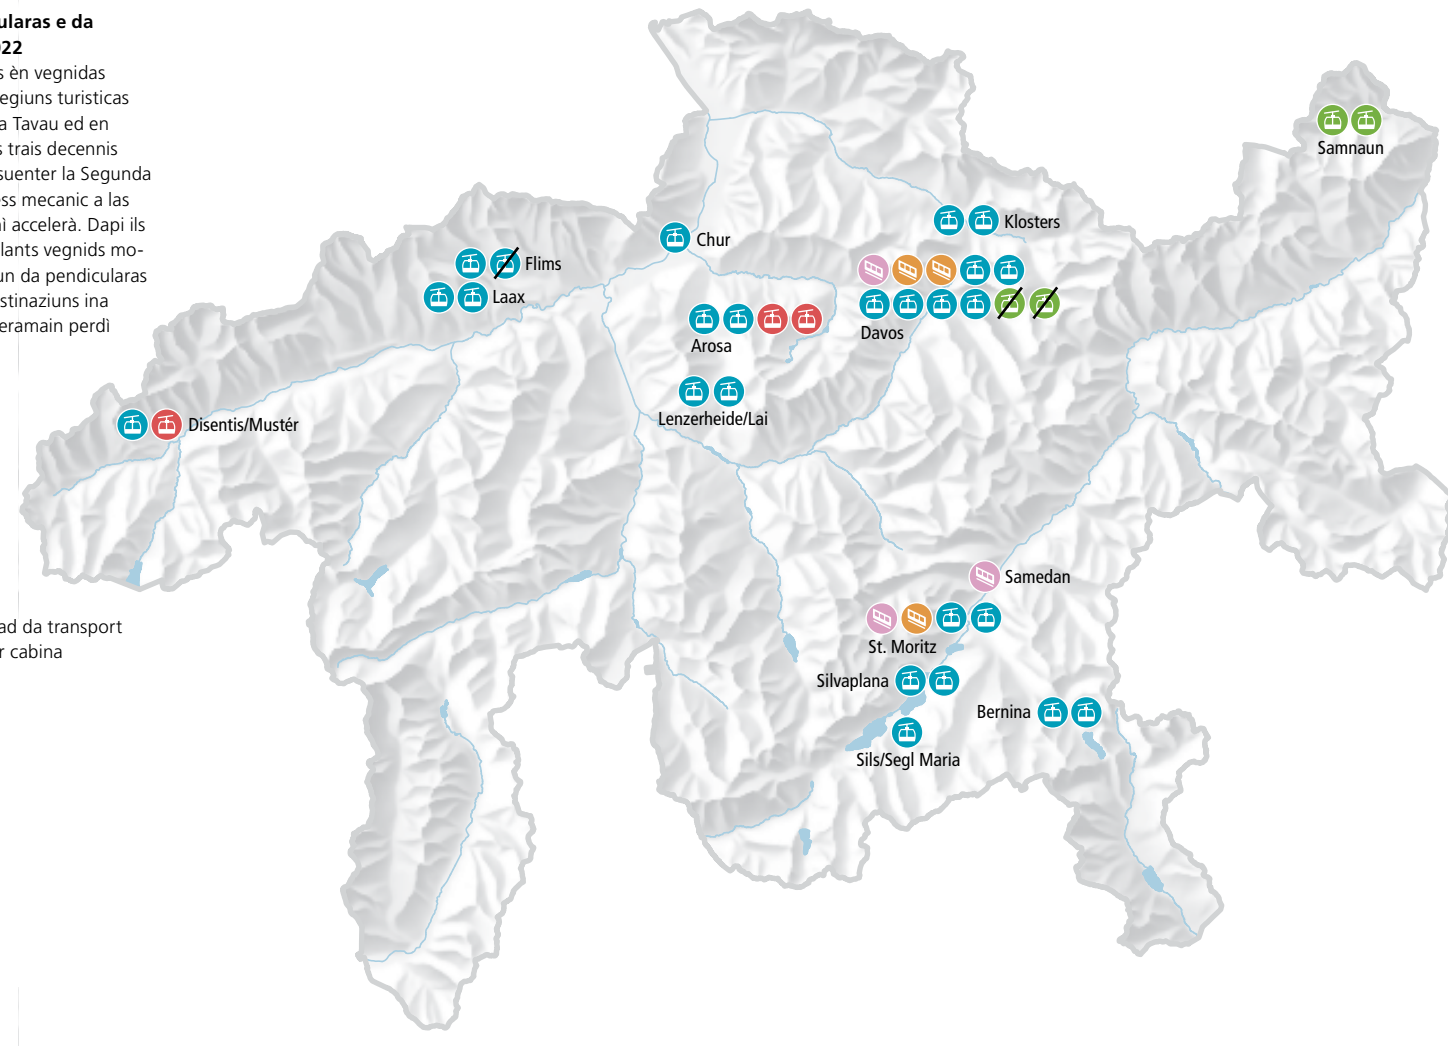 ularas e da
22
s èn vegnidas
egiuns turisticas
a Tavau ed en
s trais decennis
suenter la Segunda
ess mecanic a las
ì accelerà. Dapi ils
lants vegnids mo-
un da pendicularas
stinaziuns ina
eramain perdì
ad da transport
r cabina
Samnaun
Klosters
Chur
Flims
Laax
Davos
Arosa
Lenzerheide/Lai
Disentis/Mustér
Samedan
St. Moritz
Silvaplana
Bernina
Sils/Segl Maria